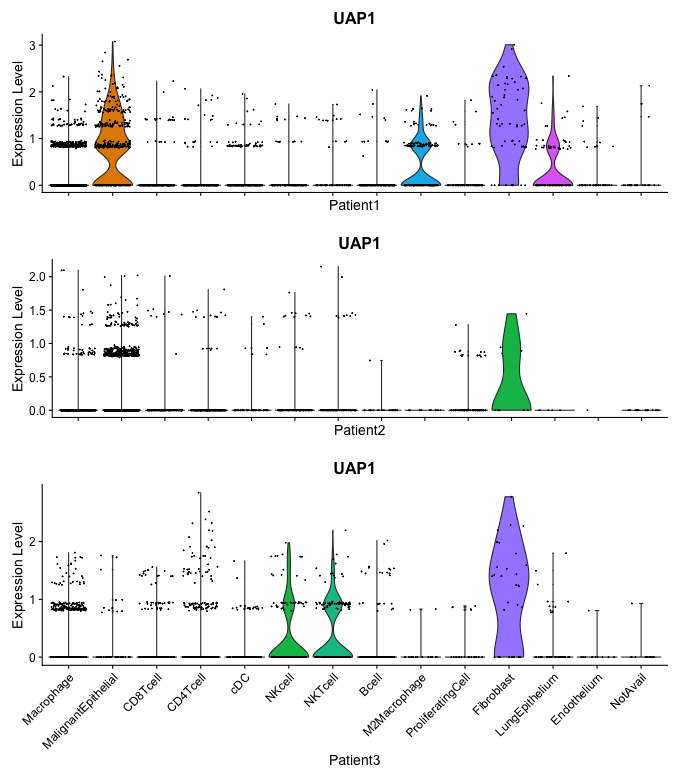 UAP1
Expression Level
3
2
1
0
Patient1
UAP1
Expression Level
2.0
1.5
1.0
0.5
0.0
Patient2
UAP1
Expression Level
2
1
0
Macrophage
MalignantEpithelial
CD8Tcell
CD4Tcell
cDC
NKcell
NKTcell
Bcell
M2Macrophage
ProliferatingCell
Fibroblast
LungEpithelium
Endothelium
NotAvail
Patient3